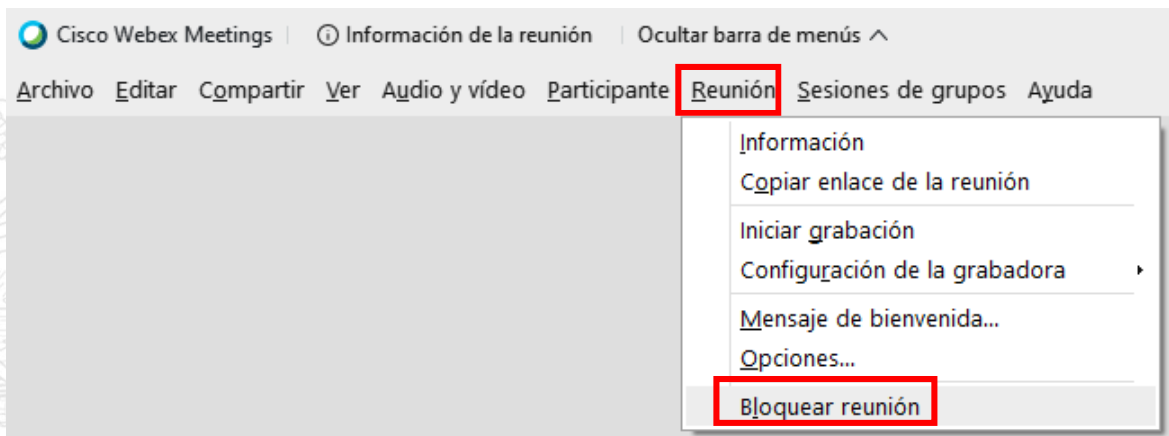 Cisco Webex Meetings Información de la reunión Ocultar barra de menús
Archivo Editar Compartir Ver Audio y vídeo Participante Reunión Sesiones de grupos Ayuda
Información
Copiar enlace de la reunión
Iniciar grabación
Configuración de la grabadora
Mensaje de bienvenida...
Opciones...
Bloquear reunión